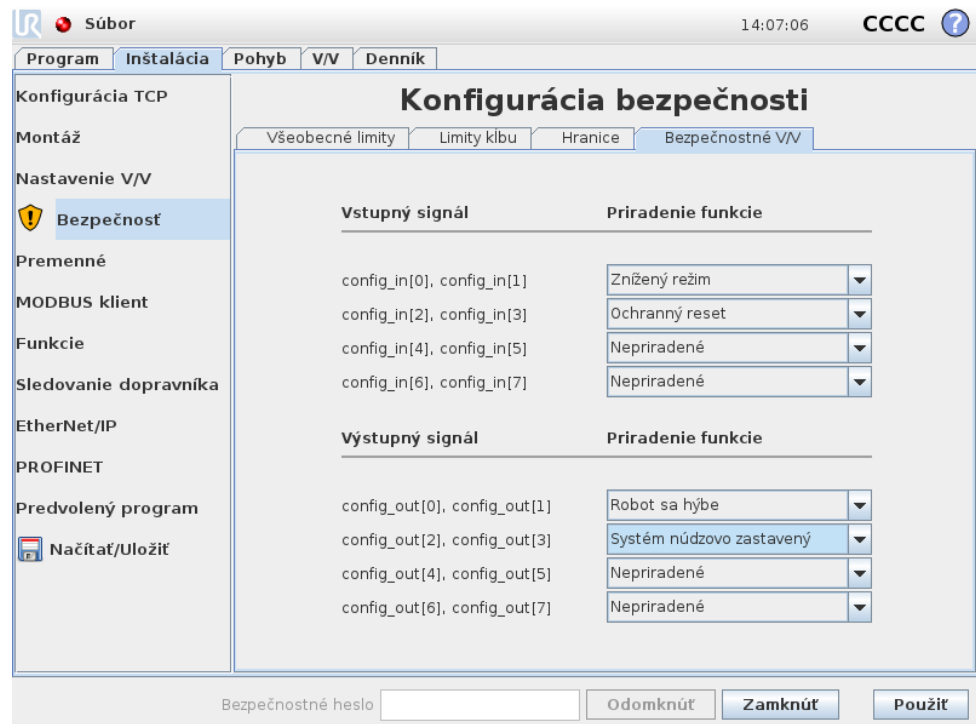 UR Súbor 14:07:06 CCCC ?
Program Inštalácia Pohyb V/V Denník
Konfigurácia TCP
Montáž
Nastavenie V/V
Bezpečnosť
Premenné
MODBUS klient
Funkcie
Sledovanie dopravníka
EtherNet/IP
PROFINET
Predvolený program
Načítať/Uložiť
Konfigurácia bezpečnosti
Všeobecné limity Limity kĺbu Hranice Bezpečnostné V/V
Vstupný signál Priradenie funkcie
config_in[0], config_in[1] Znížený režim
config_in[2], config_in[3] Ochranný reset
config_in[4], config_in[5] Nepriradené
config_in[6], config_in[7] Nepriradené
Výstupný signál Priradenie funkcie
config_out[0], config_out[1] Robot sa hýbe
config_out[2], config_out[3] Systém núdzovo zastavený
config_out[4], config_out[5] Nepriradené
config_out[6], config_out[7] Nepriradené
Bezpečnostné heslo Odomknúť Zamknúť Použiť